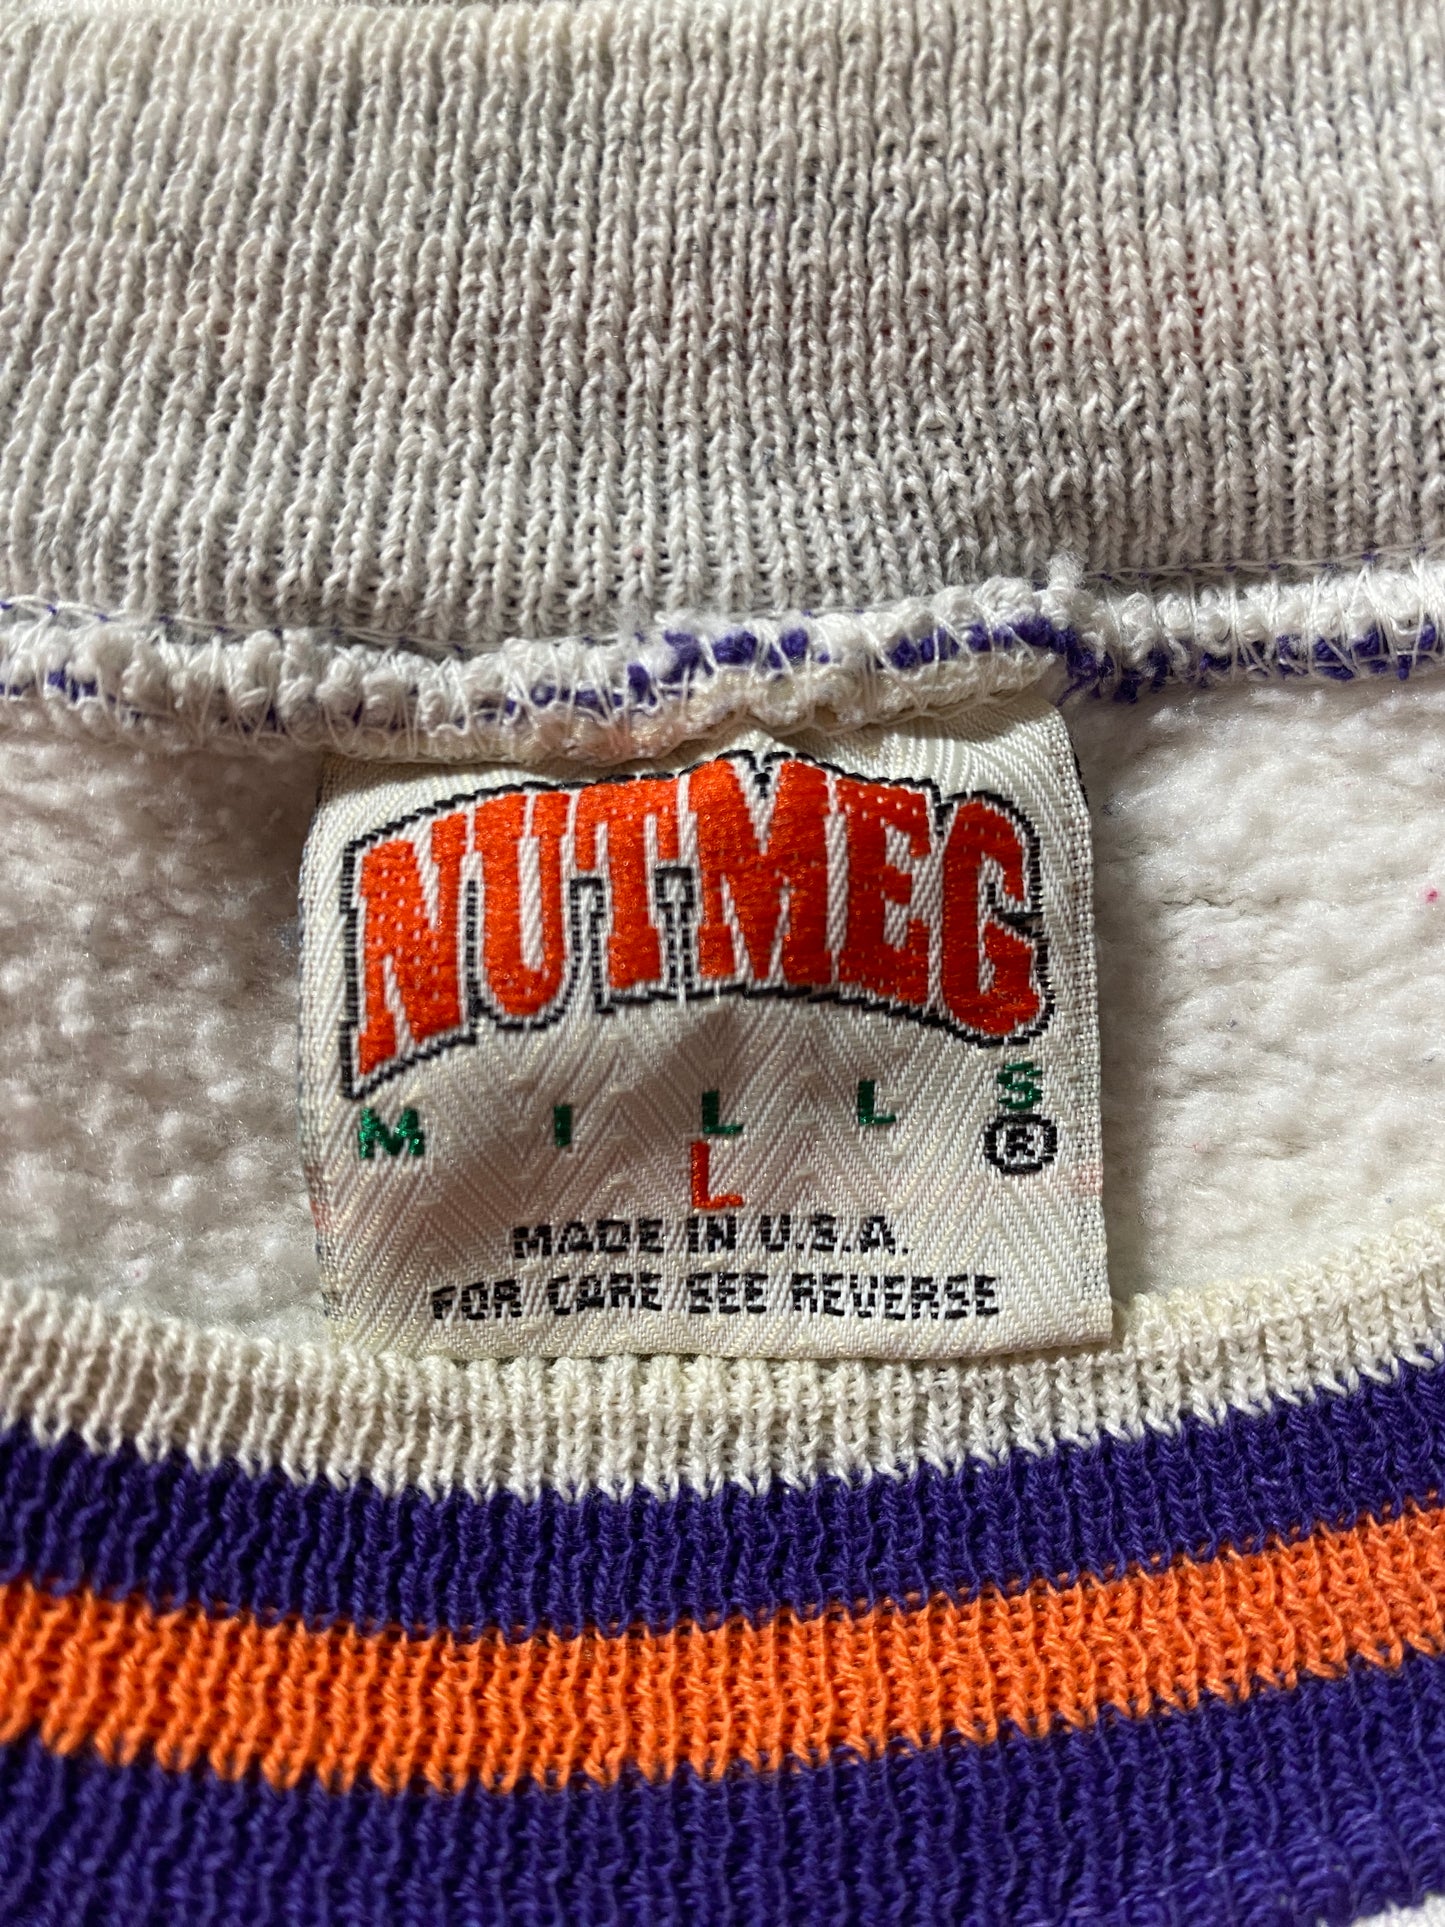 NUTMEG
MILLS ®
L
MADE IN U.S.A.
FOR CARE SEE REVERSE